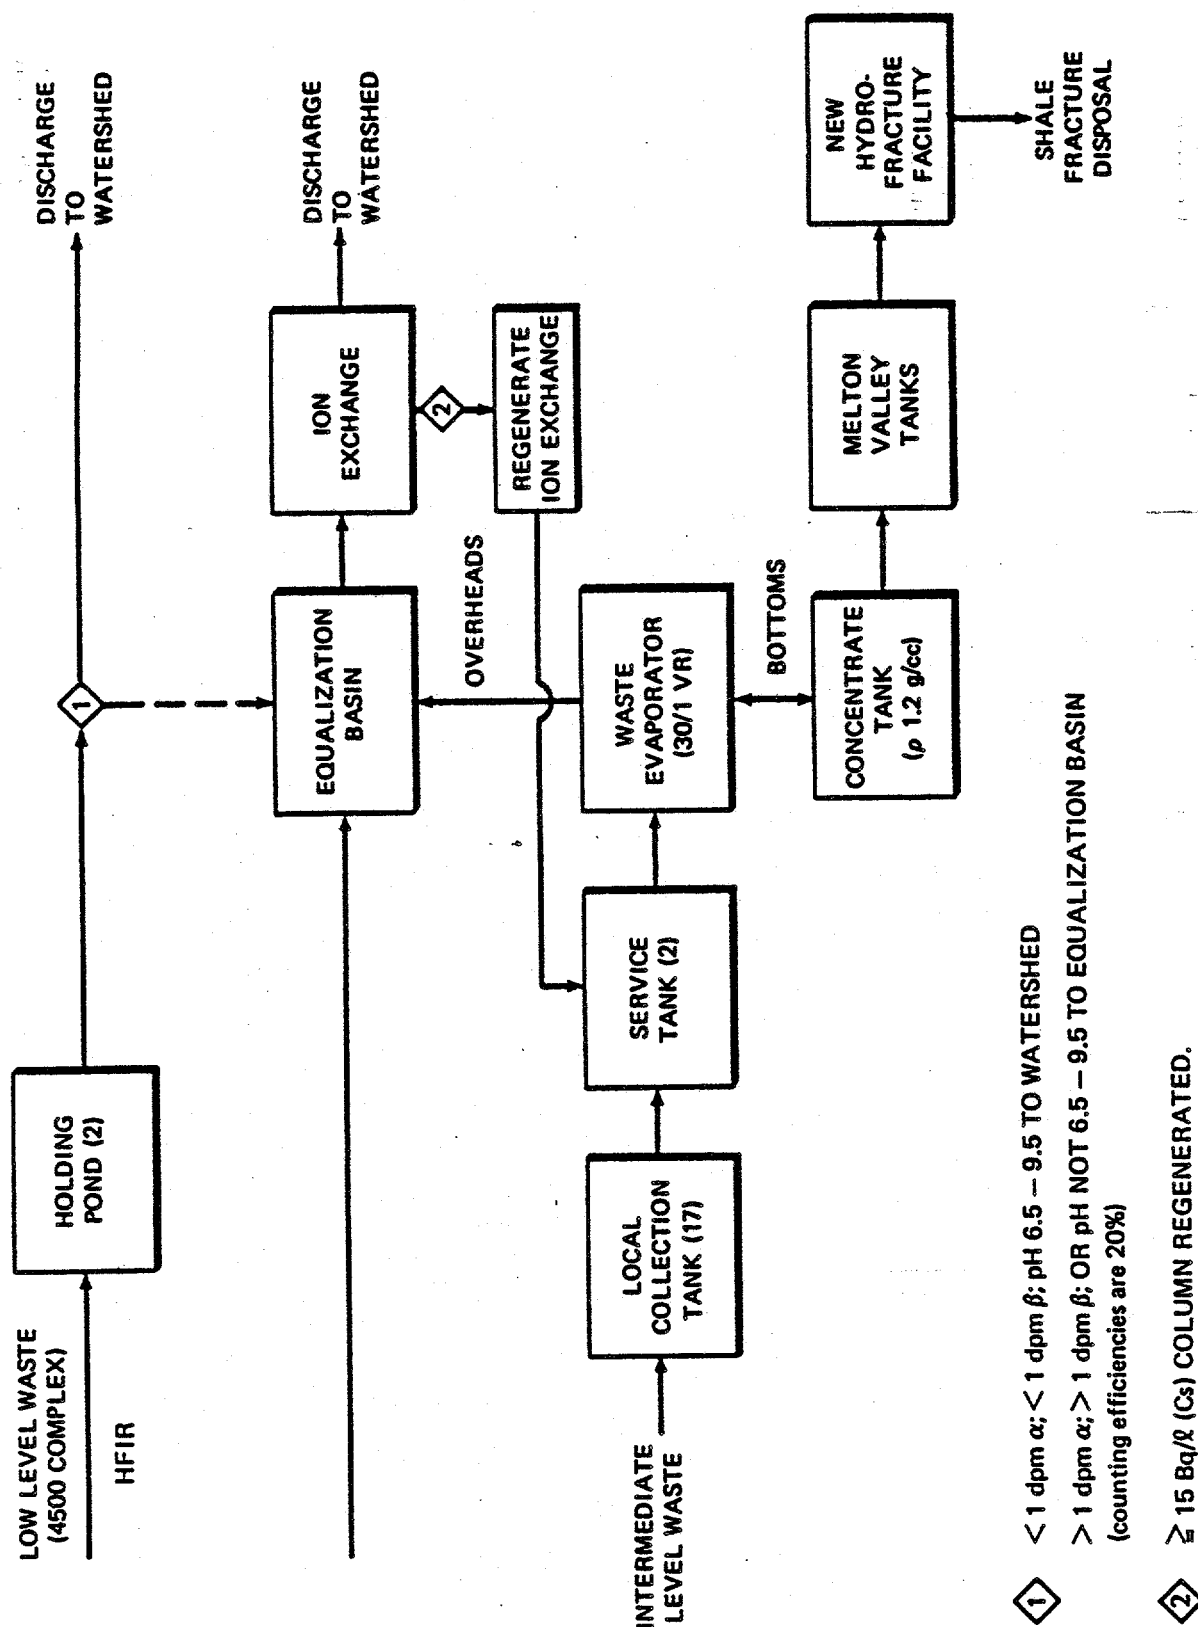 LOW LEVEL WASTE
(4500 COMPLEX)
HFIR
HOLDING
POND (2)
1
DISCHARGE
TO
WATERSHED
EQUALIZATION
BASIN
ION
EXCHANGE
DISCHARGE
TO
WATERSHED
2
REGENERATE
ION EXCHANGE
OVERHEADS
INTERMEDIATE
LEVEL WASTE
LOCAL
COLLECTION
TANK (17)
SERVICE
TANK (2)
WASTE
EVAPORATOR
(30/1 VR)
BOTTOMS
CONCENTRATE
TANK
(ρ 1.2 g/cc)
MELTON
VALLEY
TANKS
NEW
HYDRO-
FRACTURE
FACILITY
SHALE
FRACTURE
DISPOSAL
1 < 1 dpm α; < 1 dpm β; pH 6.5 – 9.5 TO WATERSHED
> 1 dpm α; > 1 dpm β; OR pH NOT 6.5 – 9.5 TO EQUALIZATION BASIN
(counting efficiencies are 20%)
2 ≧ 15 Bq/ℓ (Cs) COLUMN REGENERATED.